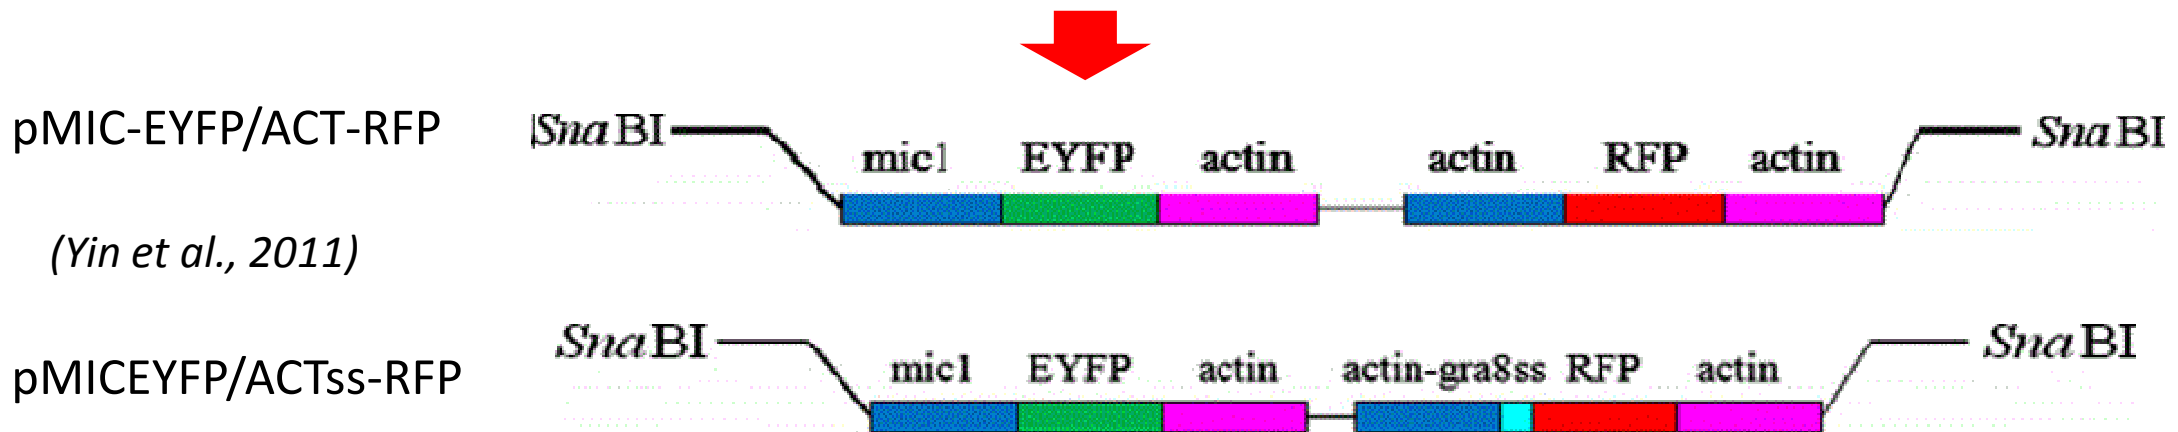 pMIC-EYFP/ACT-RFP
SnaBI
mic1 EYFP actin actin RFP actin
SnaBI
(Yin et al., 2011)
pMICEYFP/ACTss-RFP
SnaBI
mic1 EYFP actin actin-gra8ss RFP actin
SnaBI